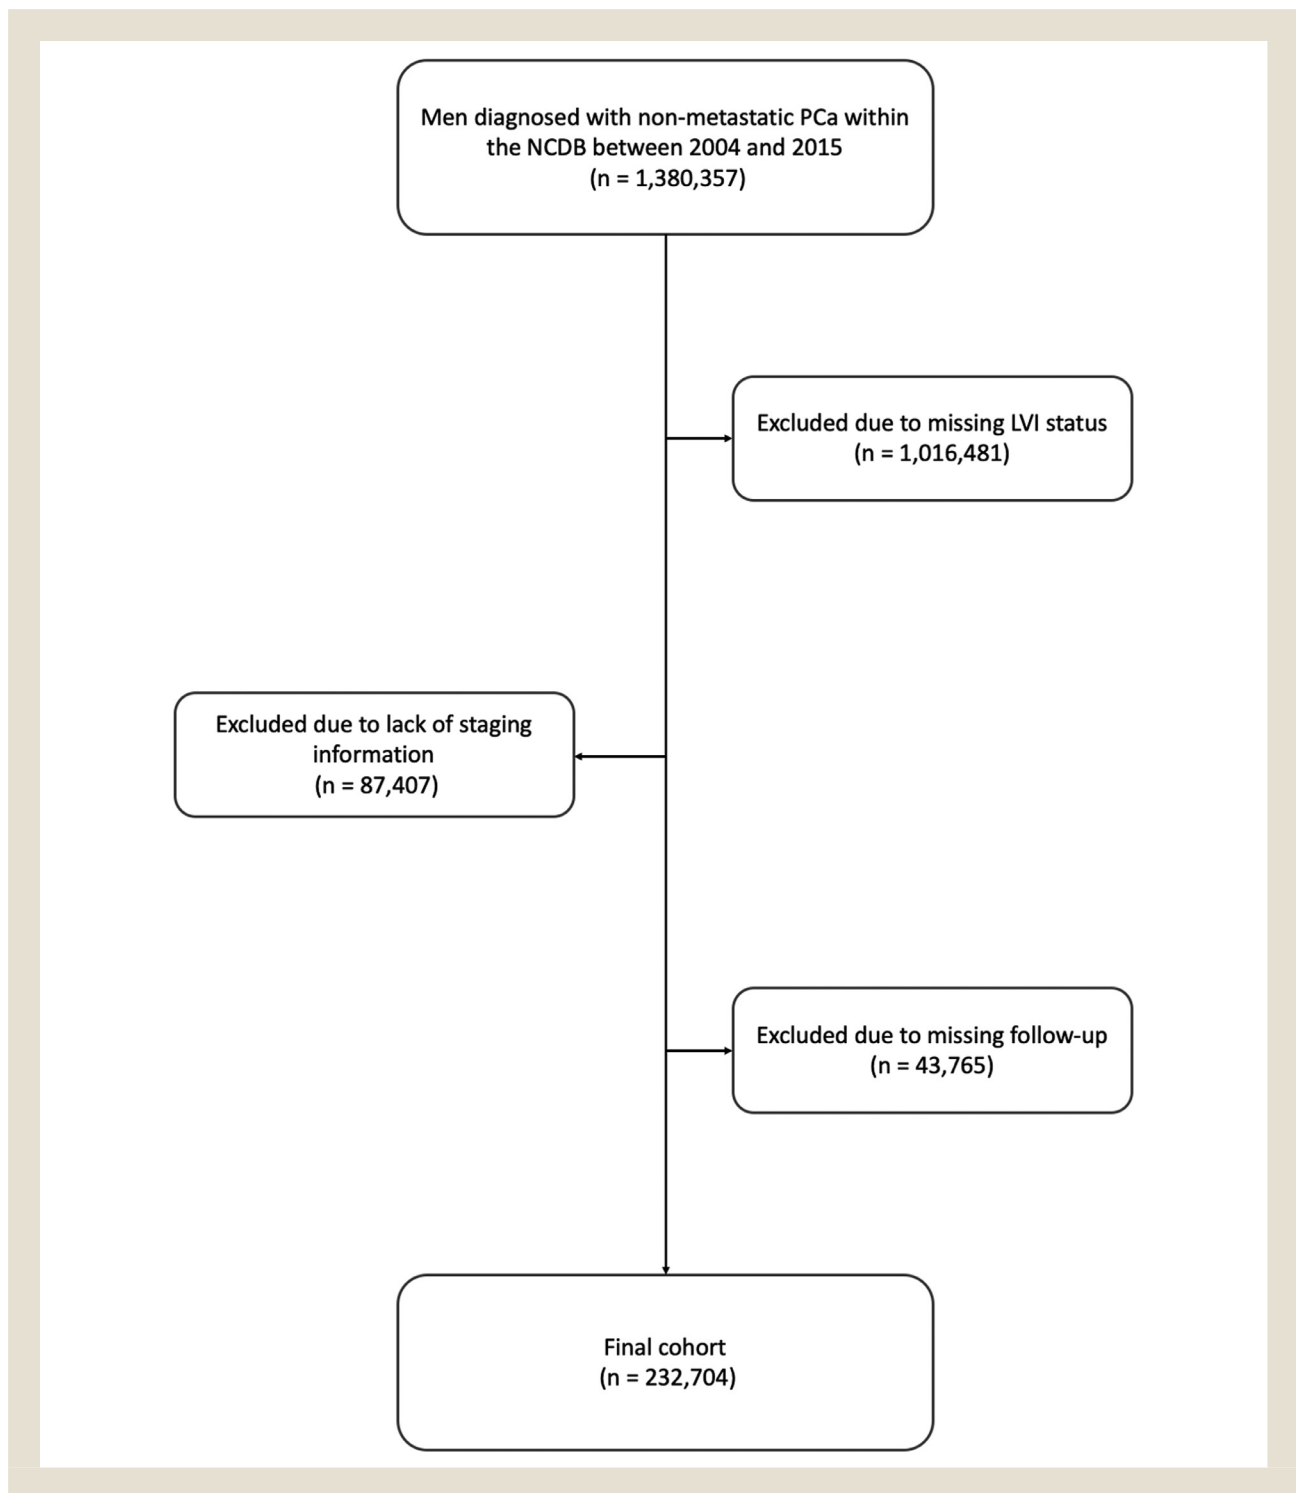 Men diagnosed with non-metastatic PCa within
the NCDB between 2004 and 2015
(n = 1,380,357)
Excluded due to missing LVI status
(n = 1,016,481)
Excluded due to lack of staging
information
(n = 87,407)
Excluded due to missing follow-up
(n = 43,765)
Final cohort
(n = 232,704)